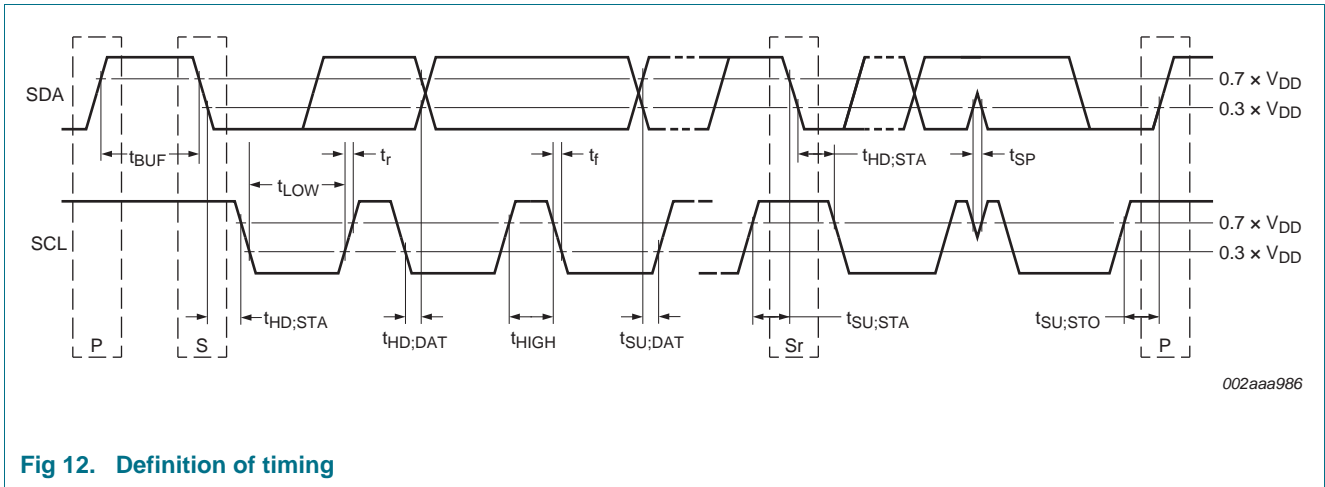 SDA
0.7 × VDD
0.3 × VDD
tBUF
tr
tf
tHD;STA
tSP
tLOW
SCL
0.7 × VDD
0.3 × VDD
tHD;STA
tHD;DAT
tHIGH
tSU;DAT
tSU;STA
tSU;STO
P
S
Sr
P
002aaa986
Fig 12. Definition of timing